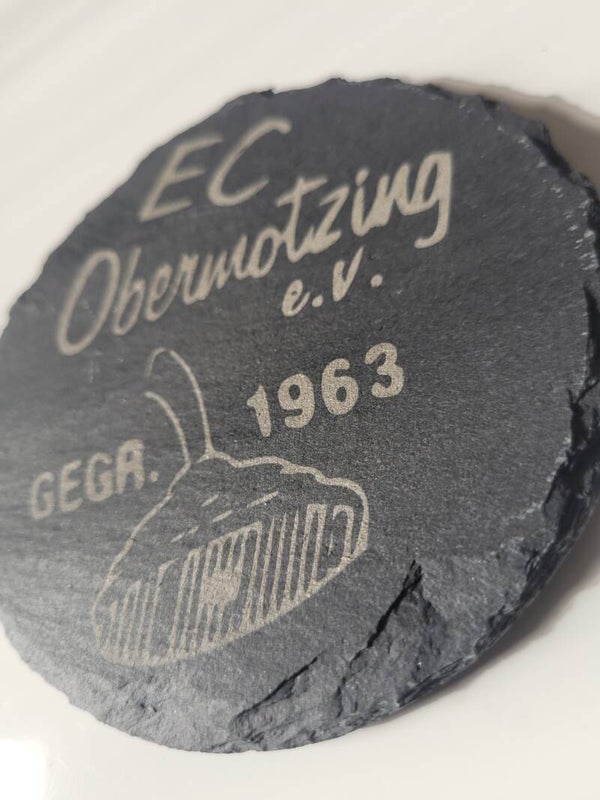 EC
Obermotzing
e.V.
GEGR. 1963